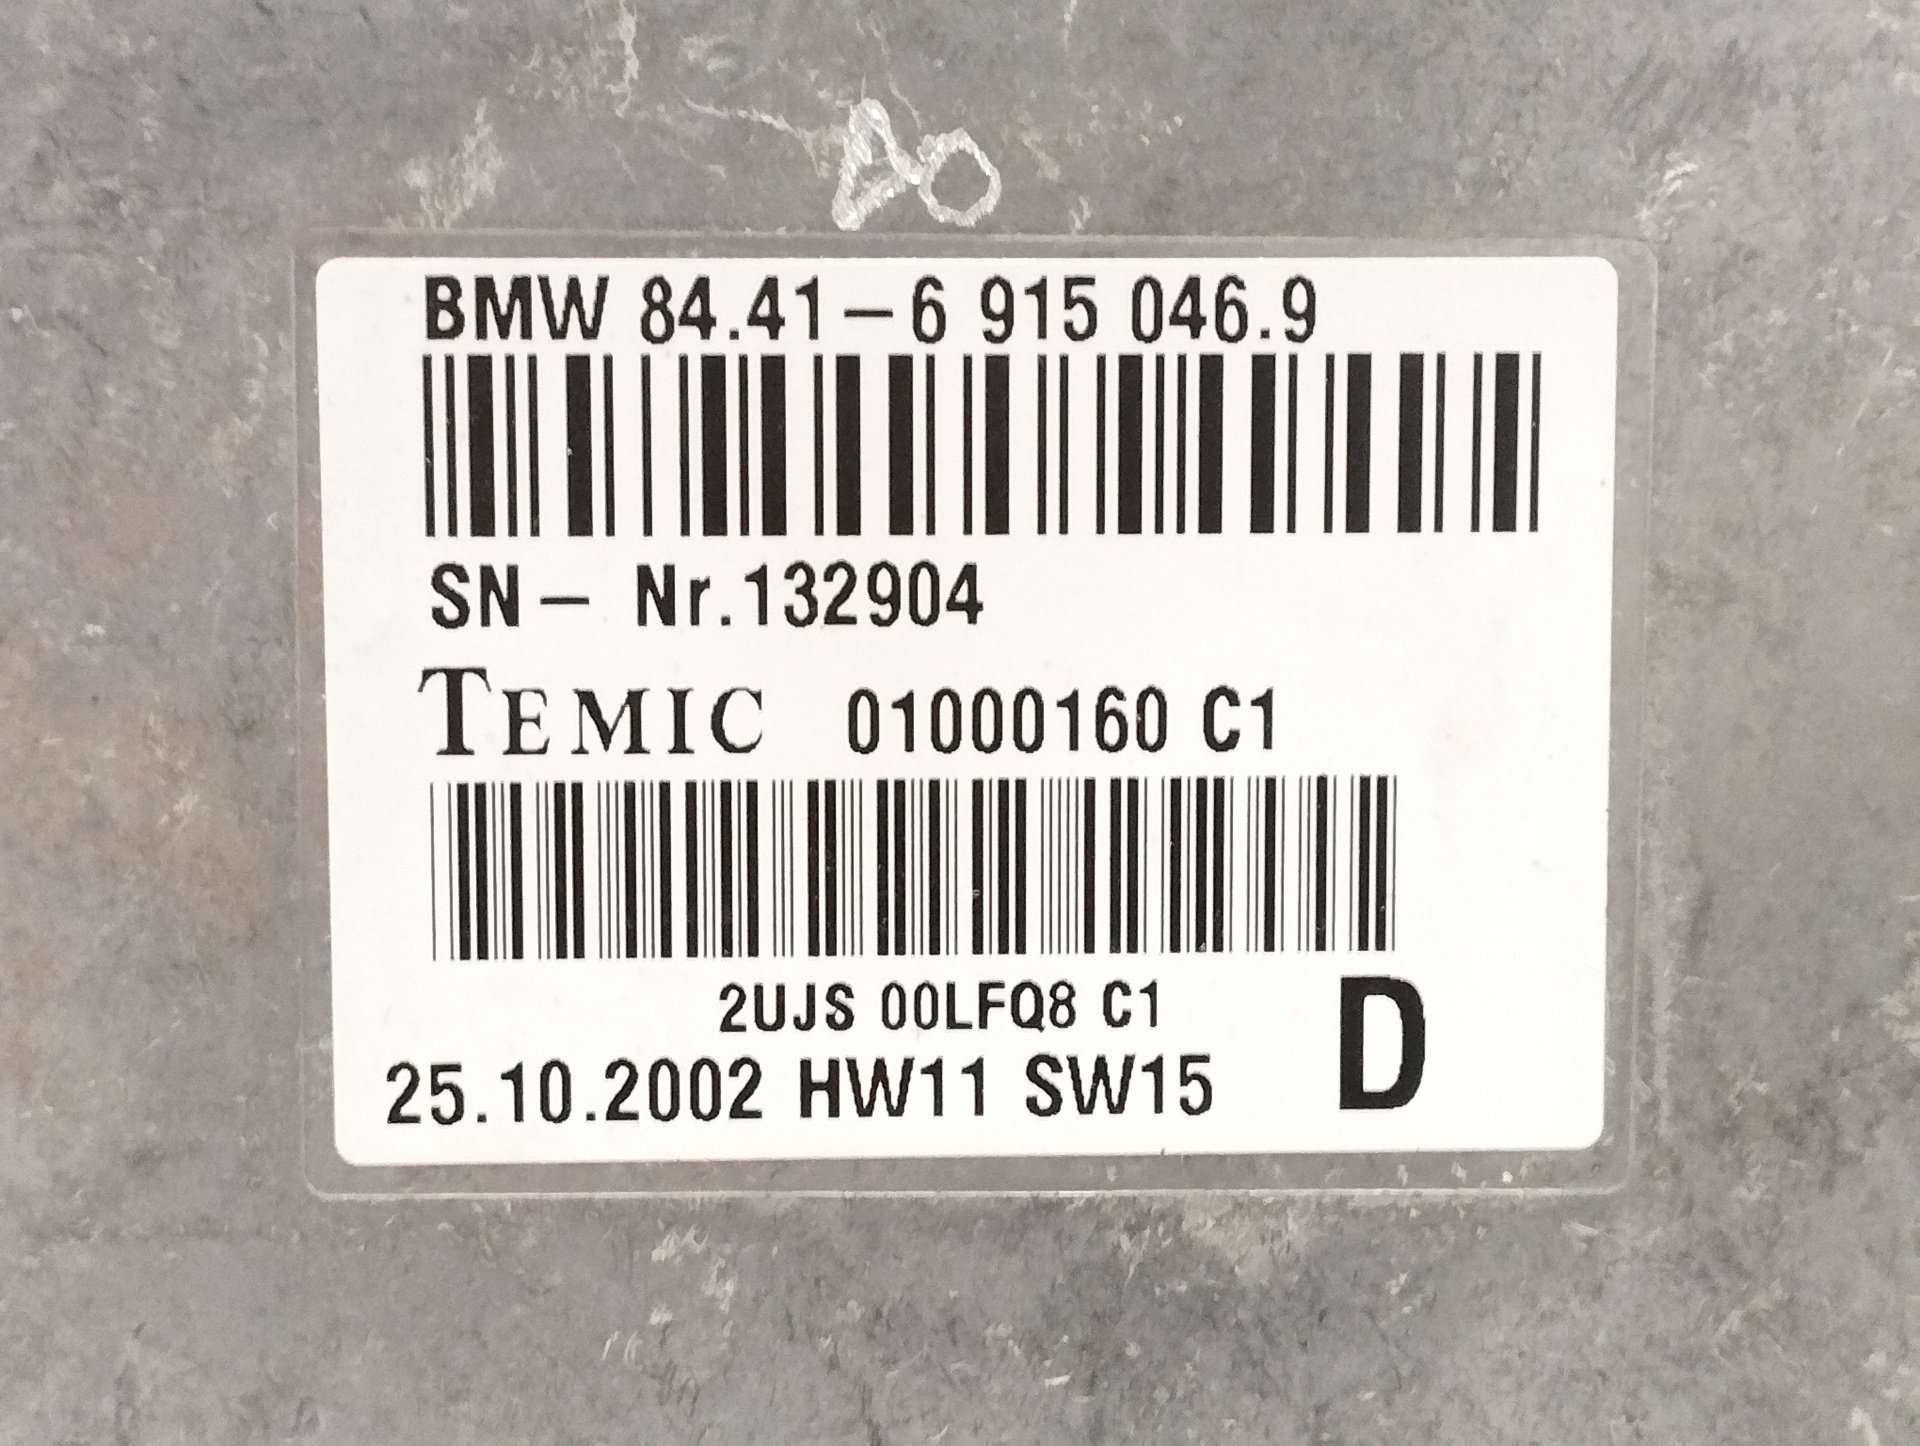 BMW 84.41-6 915 046.9
SN- Nr.132904
TEMIC 01000160 C1
2UJS 00LFQ8 C1
D
25.10.2002 HW11 SW15